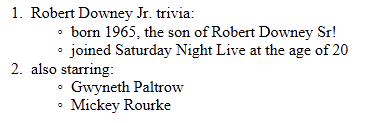 1. Robert Downey Jr. trivia:
◦ born 1965, the son of Robert Downey Sr!
◦ joined Saturday Night Live at the age of 20
2. also starring:
◦ Gwyneth Paltrow
◦ Mickey Rourke